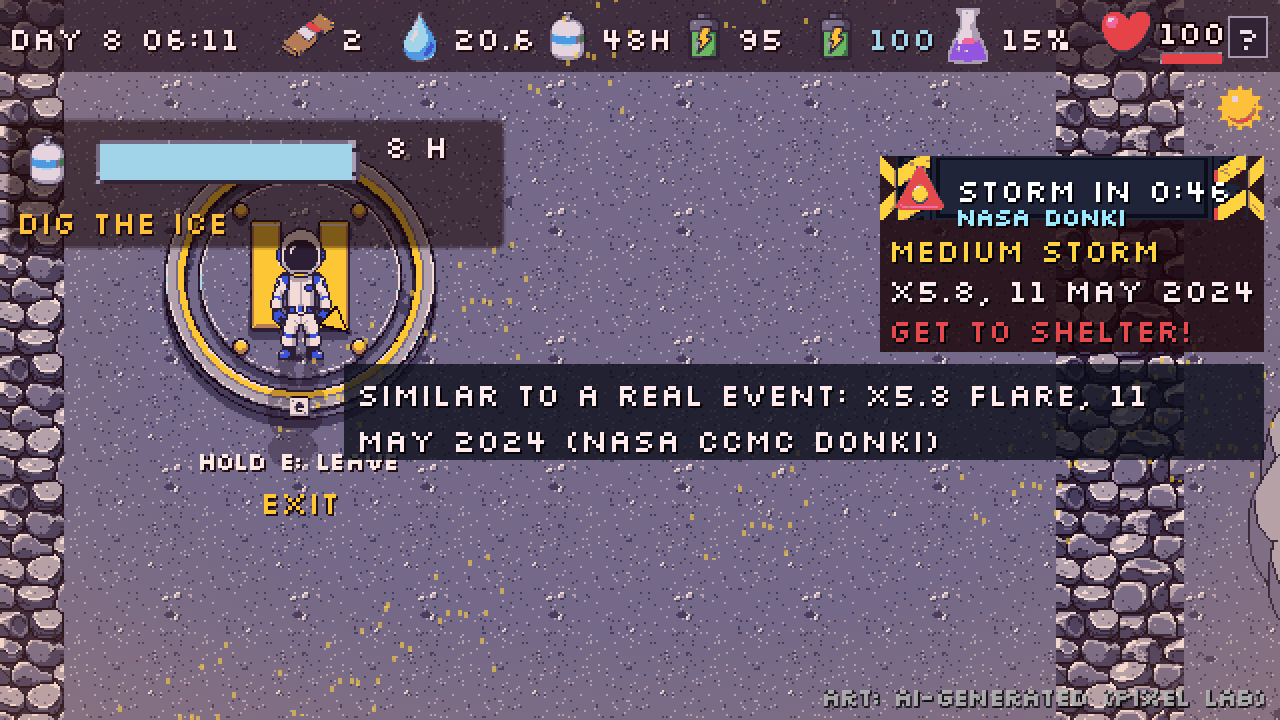 DAY 8 06:11 2 20.6 48H 95 100 15% 100 ?
8 H
DIG THE ICE
STORM IN 0:46
NASA DONKI
MEDIUM STORM
X5.8, 11 MAY 2024
GET TO SHELTER!
SIMILAR TO A REAL EVENT: X5.8 FLARE, 11
MAY 2024 (NASA CCMC DONKI)
HOLD E: LEAVE
EXIT
ART: AI-GENERATED (PIXEL LAB)